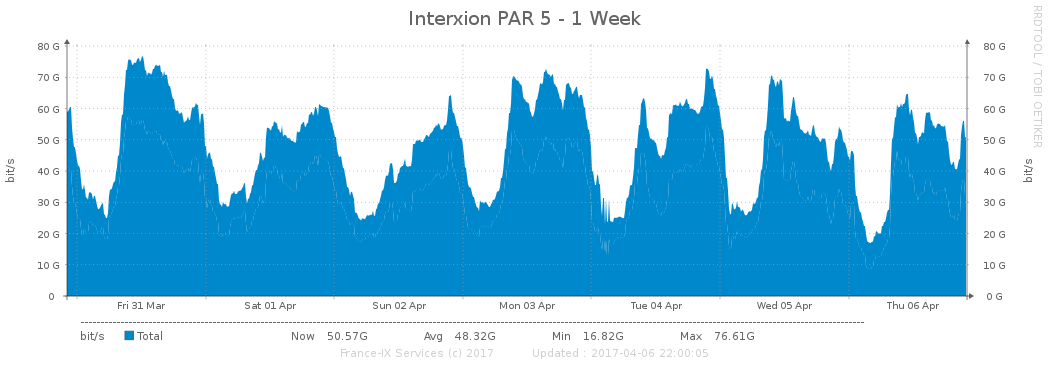 Interxion PAR 5 - 1 Week
RRDTOOL / TOBI OETIKER
bit/s
80 G 80 G
70 G 70 G
60 G 60 G
50 G 50 G
40 G 40 G
30 G 30 G
20 G 20 G
10 G 10 G
0 0 G
bit/s
Fri 31 Mar Sat 01 Apr Sun 02 Apr Mon 03 Apr Tue 04 Apr Wed 05 Apr Thu 06 Apr
bit/s Total Now 50.57G Avg 48.32G Min 16.82G Max 76.61G
France-IX Services (c) 2017 Updated : 2017-04-06 22:00:05